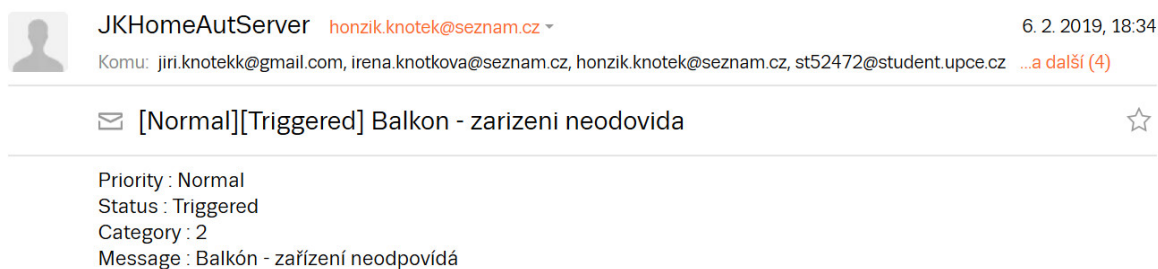 JKHomeAutServer honzik.knotek@seznam.cz 6. 2. 2019, 18:34
Komu: jiri.knotekk@gmail.com, irena.knotkova@seznam.cz, honzik.knotek@seznam.cz, st52472@student.upce.cz ...a další (4)
[Normal][Triggered] Balkon - zarizeni neodovida
Priority : Normal
Status : Triggered
Category : 2
Message : Balkón - zařízení neodpovídá